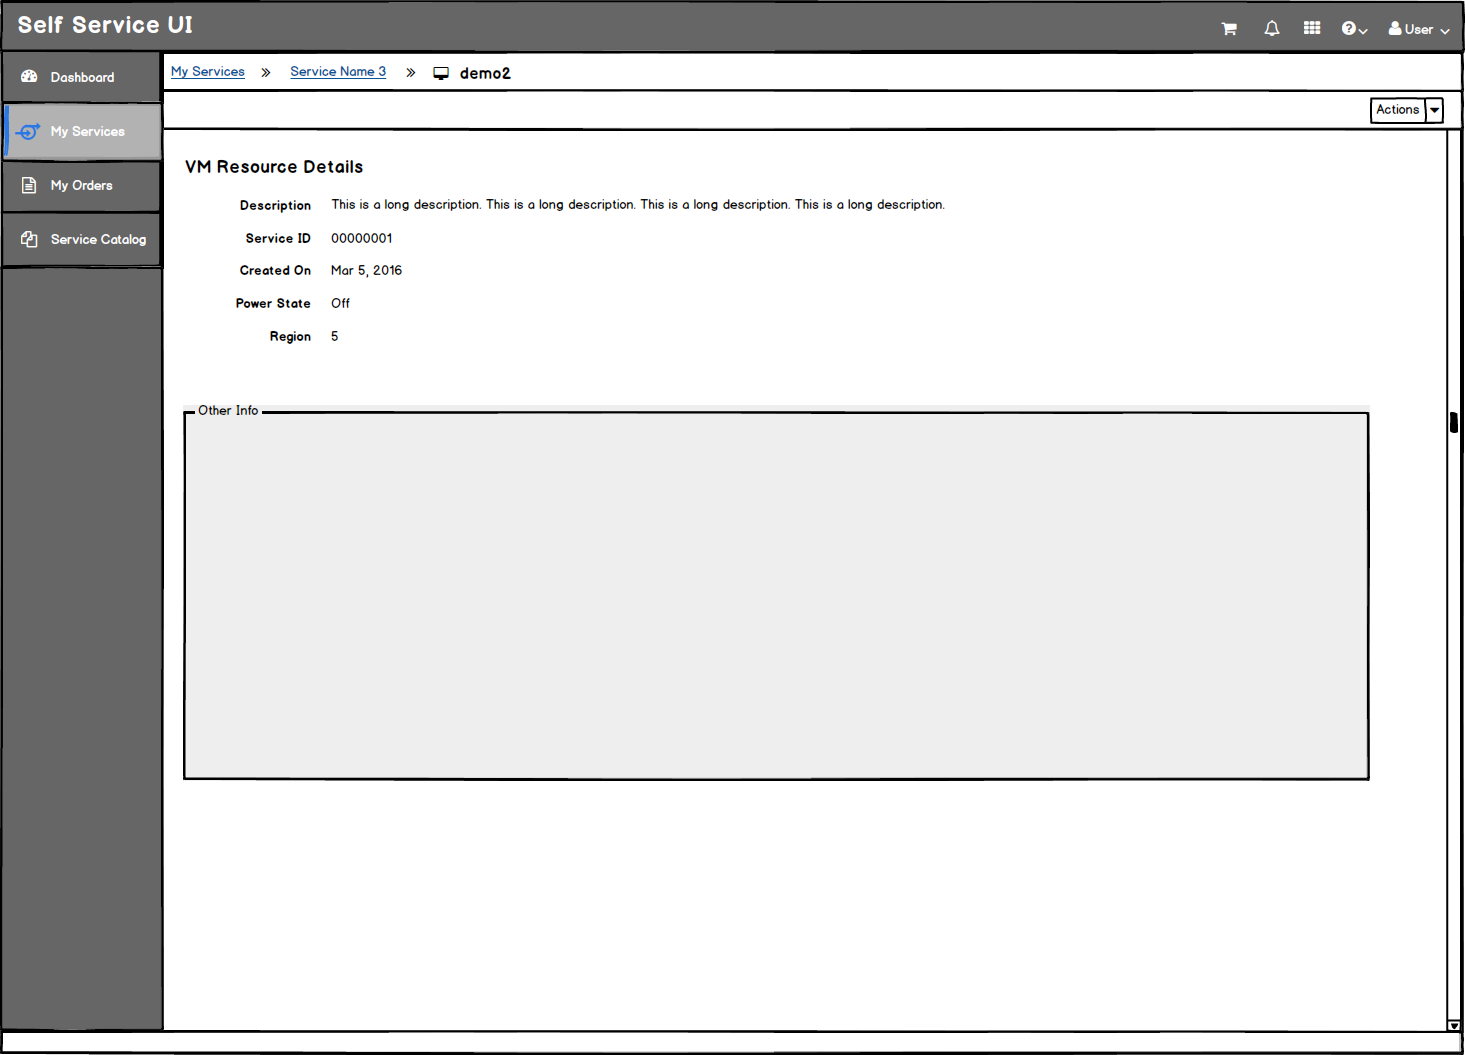 Self Service UI
User
Dashboard
My Services
My Orders
Service Catalog
My Services » Service Name 3 » demo2
Actions
VM Resource Details
Description This is a long description. This is a long description. This is a long description. This is a long description.
Service ID 00000001
Created On Mar 5, 2016
Power State Off
Region 5
Other Info